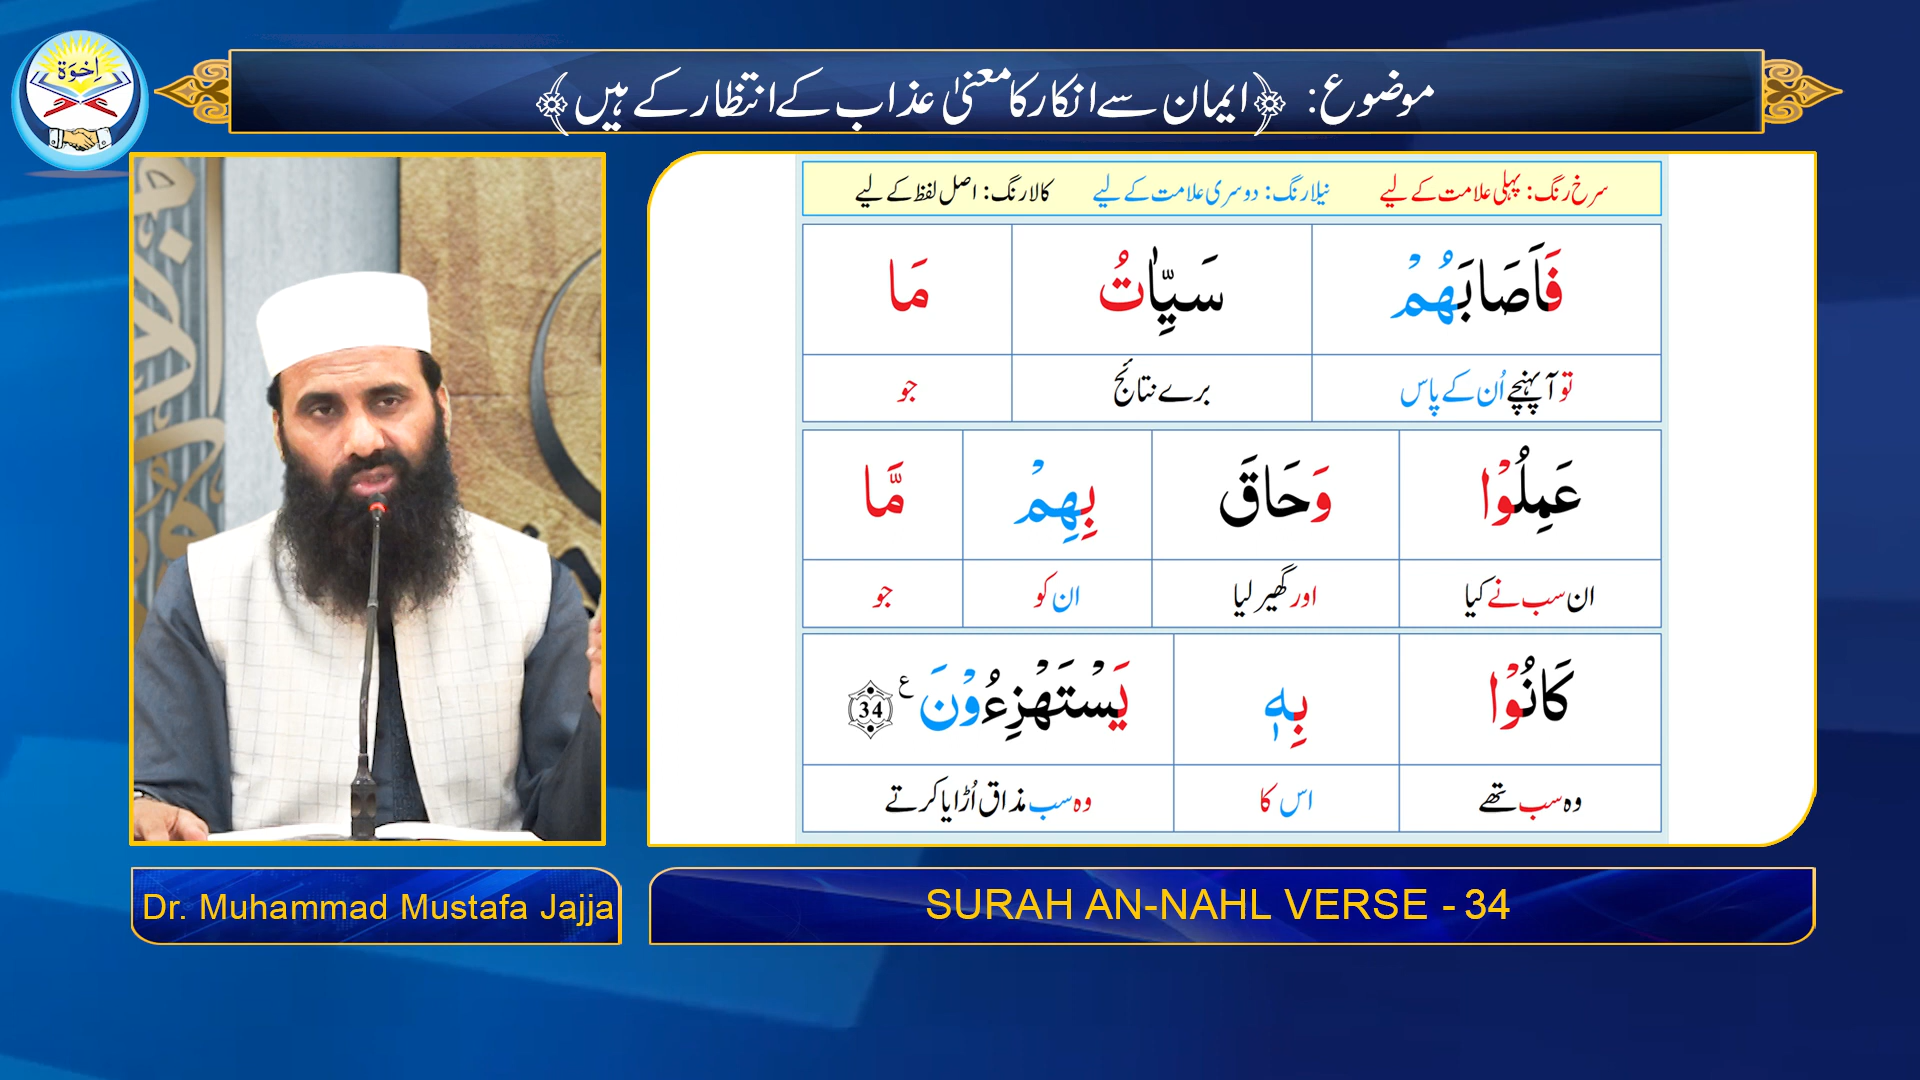 اِخوَة
موضوع: ﴿ایمان سے انکار کا معنیٰ عذاب کے انتظار کے ہیں﴾
سرخ رنگ: پہلی علامت کے لیے نیلا رنگ: دوسری علامت کے لیے کالا رنگ: اصل لفظ کے لیے
فَاَصَابَهُمْ سَيِّاٰتُ مَا
تو آ پہنچے اُن کے پاس برے نتائج جو
عَمِلُوْا وَحَاقَ بِهِمْ مَّا
ان سب نے کیا اور گھیر لیا ان کو جو
كَانُوْا بِهٖ يَسْتَهْزِءُوْنَ ع 34
وہ سب تھے اس کا وہ سب مذاق اُڑایا کرتے
Dr. Muhammad Mustafa Jajja
SURAH AN-NAHL VERSE - 34